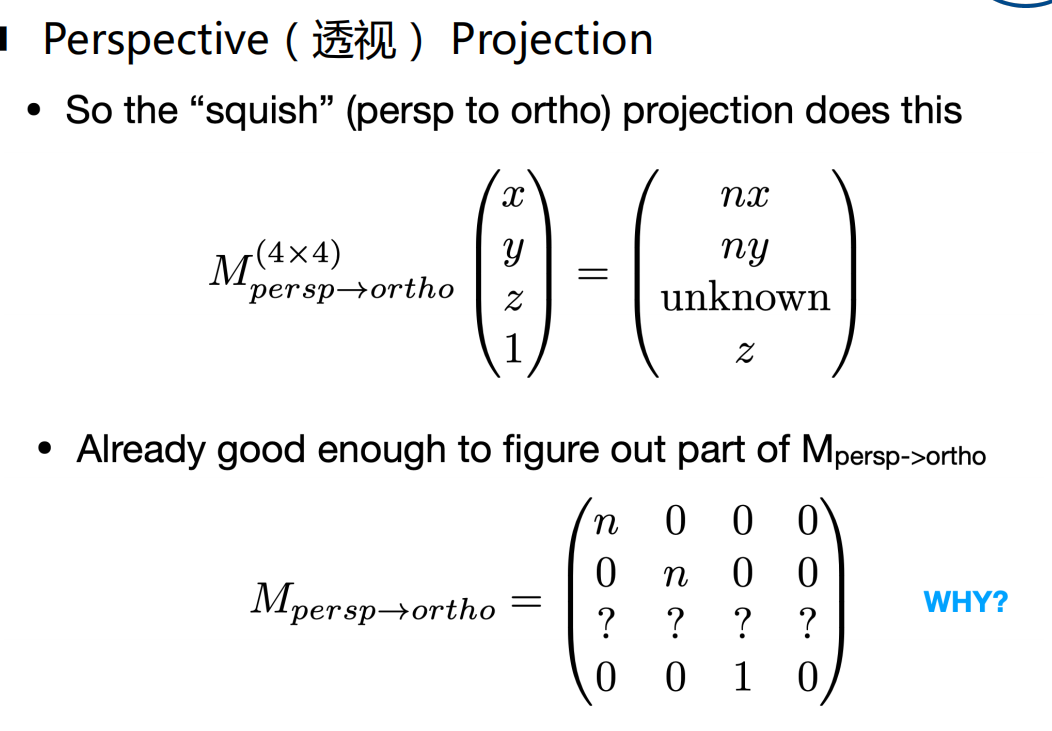 Perspective（透视）Projection
• So the “squish” (persp to ortho) projection does this
$M_{persp\to ortho}^{(4\times 4)} \begin{pmatrix} x \\ y \\ z \\ 1 \end{pmatrix} = \begin{pmatrix} nx \\ ny \\ \text{unknown} \\ z \end{pmatrix}$
• Already good enough to figure out part of M_{persp->ortho}
$M_{persp\to ortho} = \begin{pmatrix} n & 0 & 0 & 0 \\ 0 & n & 0 & 0 \\ ? & ? & ? & ? \\ 0 & 0 & 1 & 0 \end{pmatrix}$ WHY?